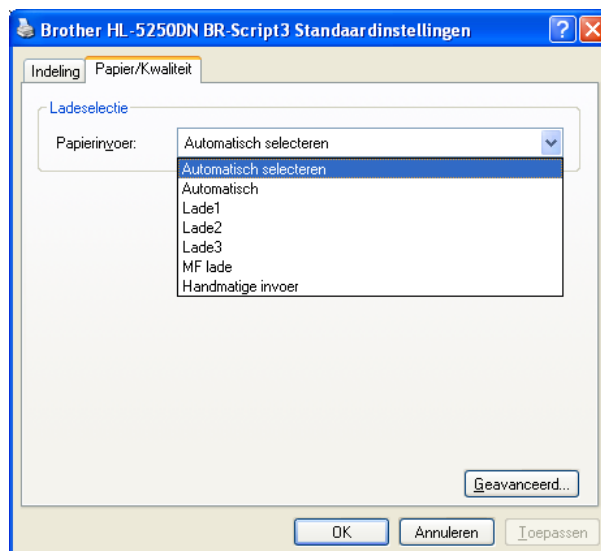 Brother HL-5250DN BR-Script3 Standaardinstellingen
Indeling Papier/Kwaliteit
Ladeselectie
Papierinvoer: Automatisch selecteren
Automatisch selecteren
Automatisch
Lade1
Lade2
Lade3
MF lade
Handmatige invoer
Geavanceerd...
OK Annuleren Toepassen